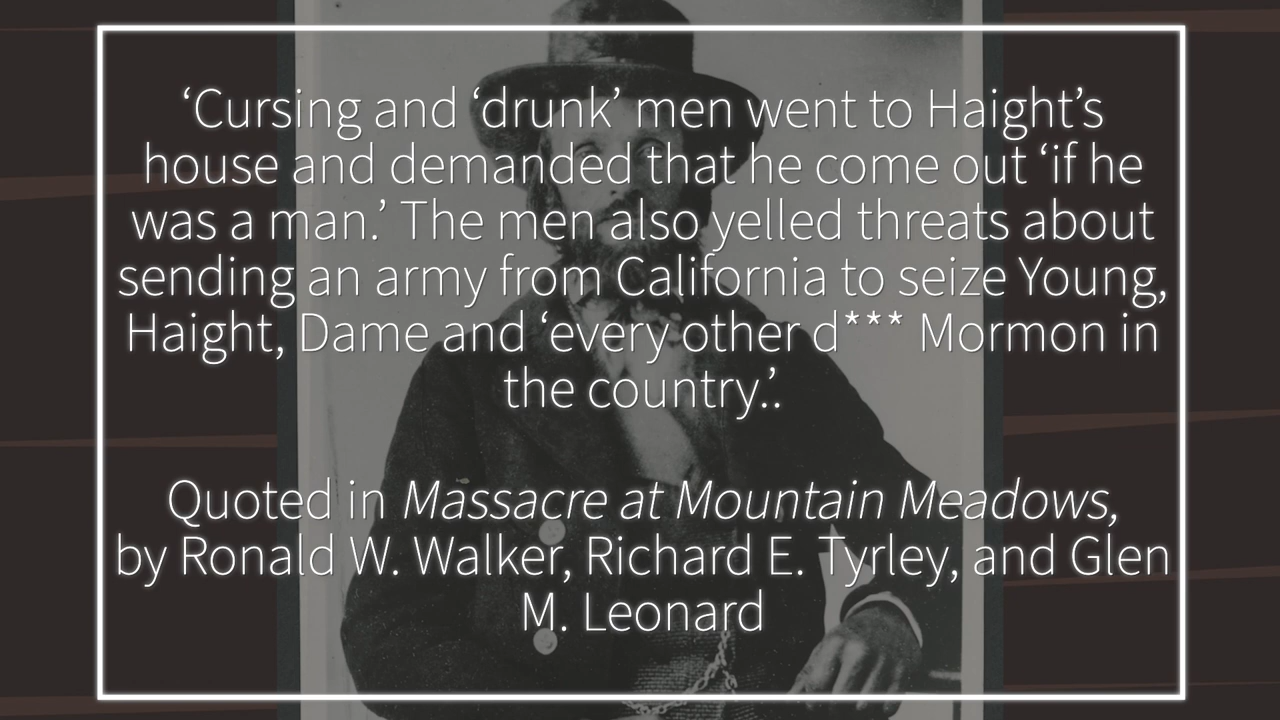 ‘Cursing and ‘drunk’ men went to Haight’s
house and demanded that he come out ‘if he
was a man.’ The men also yelled threats about
sending an army from California to seize Young,
Haight, Dame and ‘every other d*** Mormon in
the country.’.
Quoted in Massacre at Mountain Meadows,
by Ronald W. Walker, Richard E. Tyrley, and Glen
M. Leonard